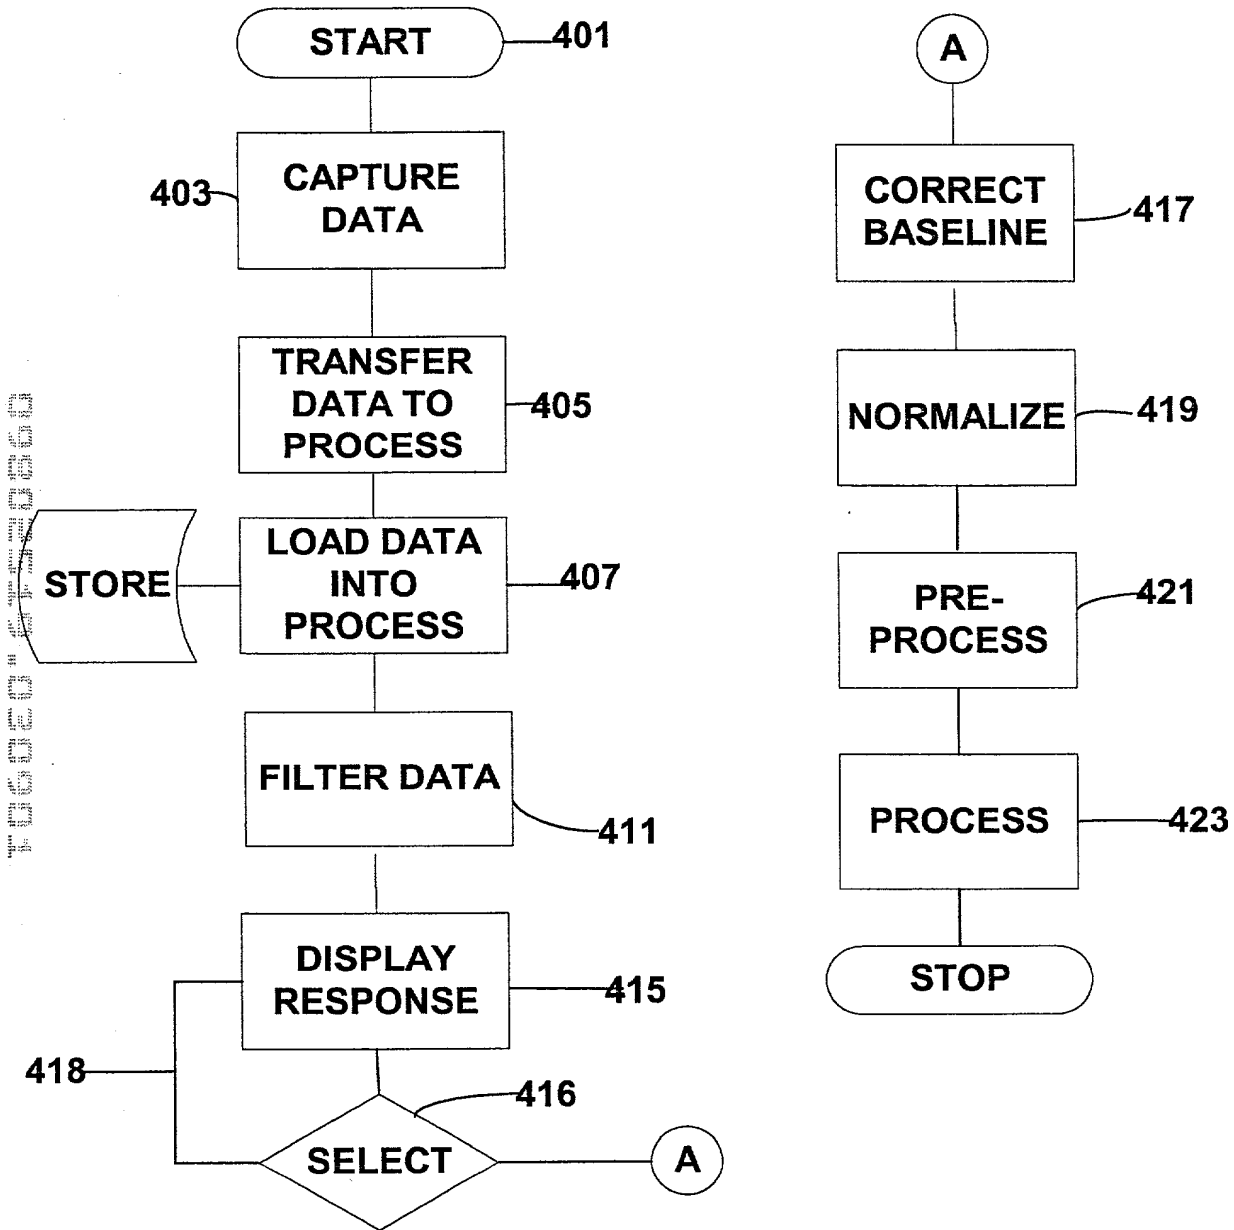 START
401
CAPTURE
DATA
403
TRANSFER
DATA TO
PROCESS
405
STORE
LOAD DATA
INTO
PROCESS
407
FILTER DATA
411
DISPLAY
RESPONSE
415
418
416
SELECT
A
A
CORRECT
BASELINE
417
NORMALIZE
419
PRE-
PROCESS
421
PROCESS
423
STOP